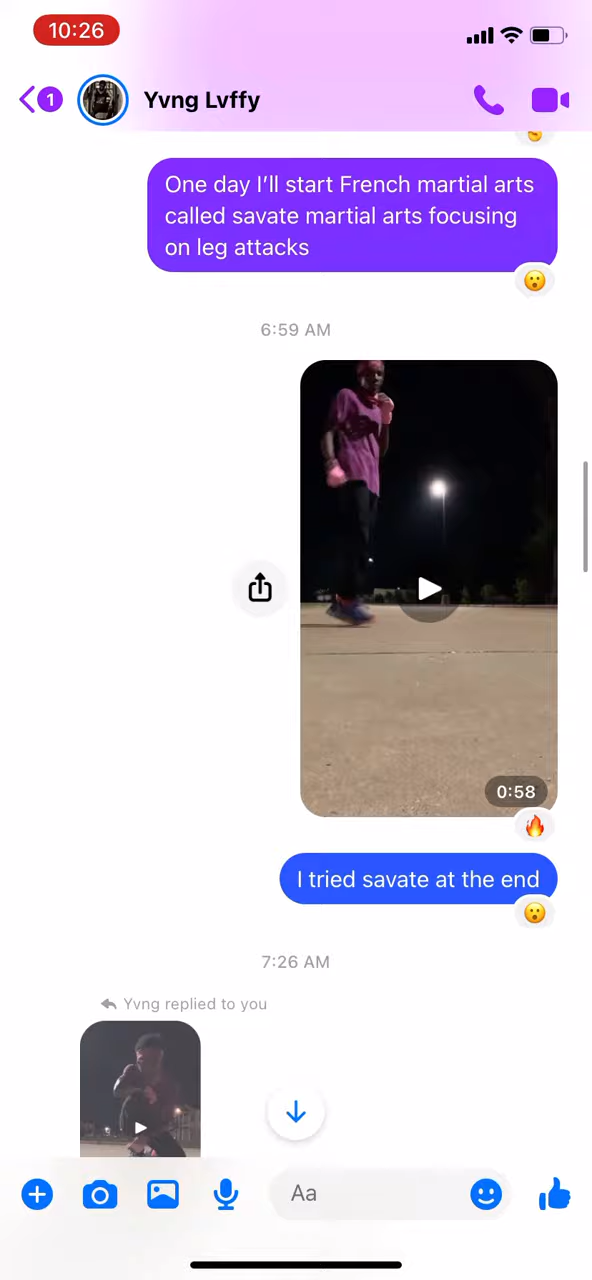 10:26
1
Yvng Lvffy
One day I’ll start French martial arts
called savate martial arts focusing
on leg attacks
6:59 AM
0:58
I tried savate at the end
7:26 AM
Yvng replied to you
Aa